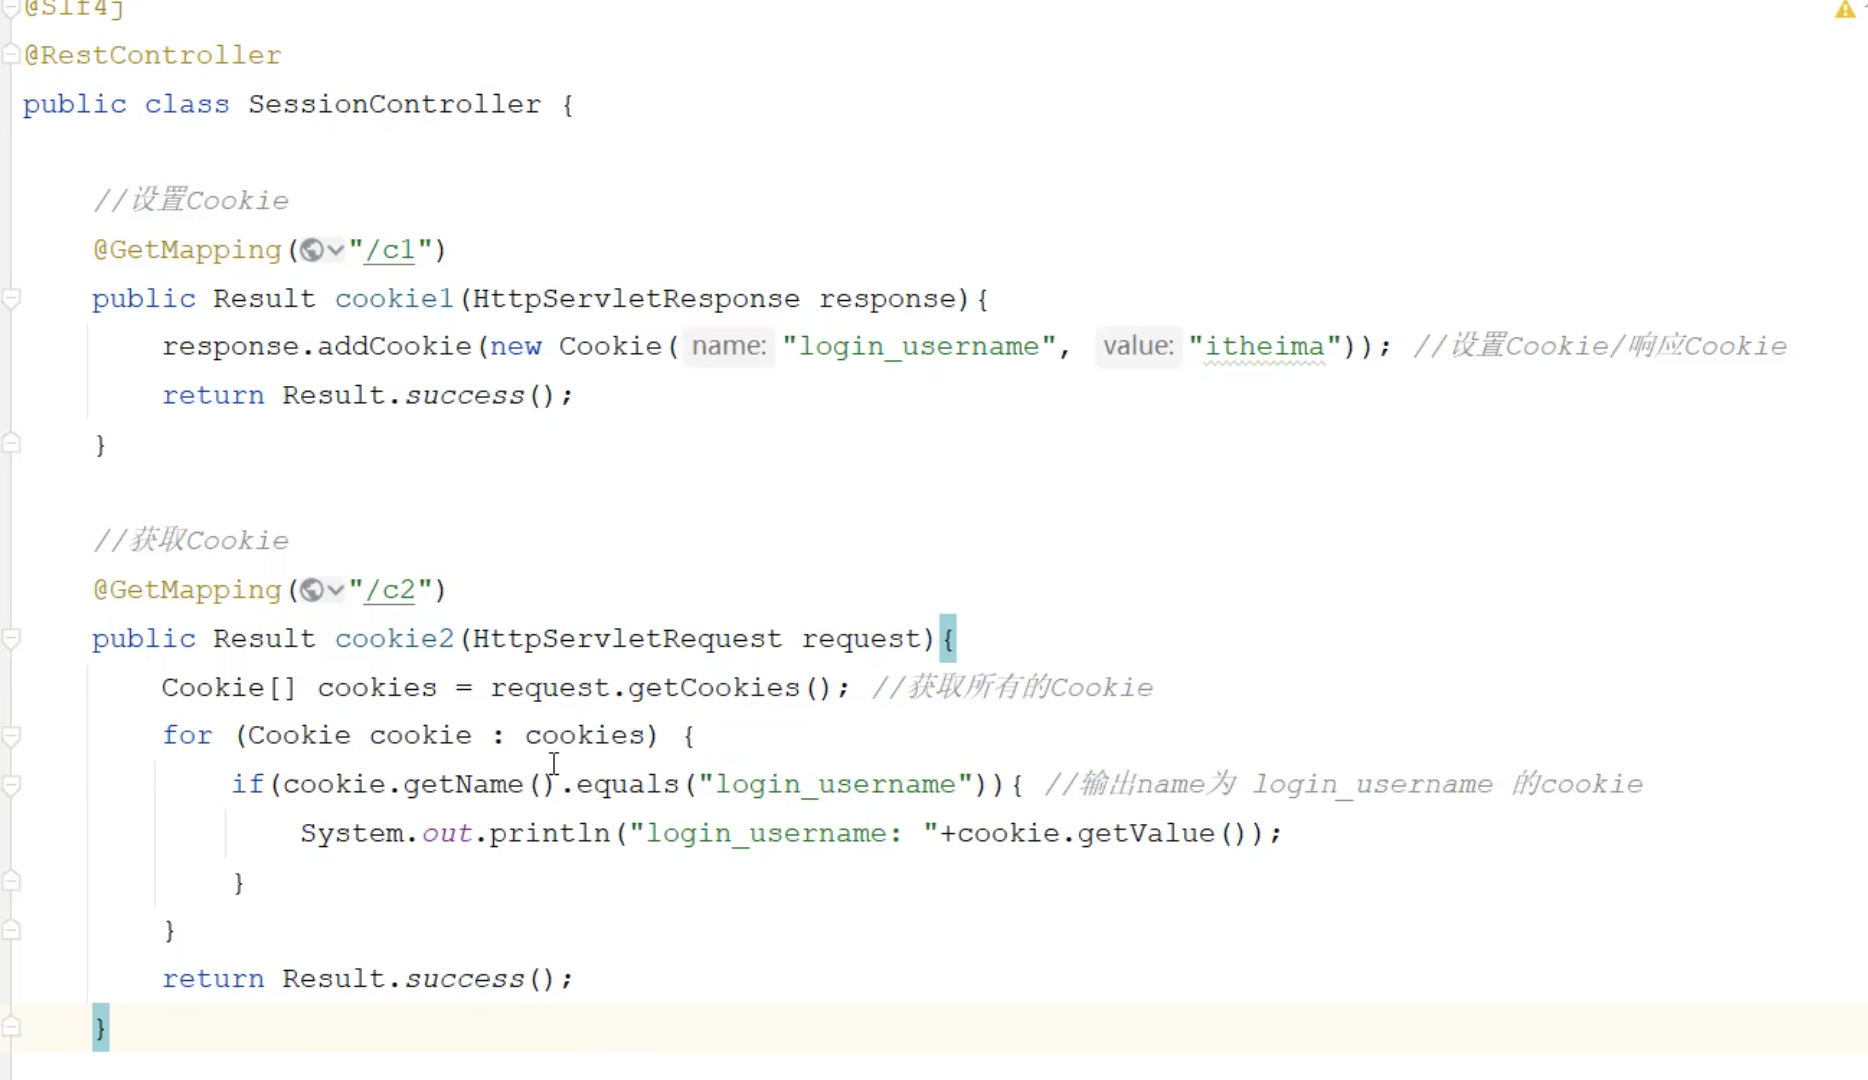 @Slf4j
@RestController
public class SessionController {
//设置Cookie
@GetMapping("/c1")
public Result cookie1(HttpServletResponse response){
response.addCookie(new Cookie( name: "login_username", value: "itheima")); //设置Cookie/响应Cookie
return Result.success();
}
//获取Cookie
@GetMapping("/c2")
public Result cookie2(HttpServletRequest request){
Cookie[] cookies = request.getCookies(); //获取所有的Cookie
for (Cookie cookie : cookies) {
if(cookie.getName().equals("login_username")){ //输出name为 login_username 的cookie
System.out.println("login_username: "+cookie.getValue());
}
}
return Result.success();
}